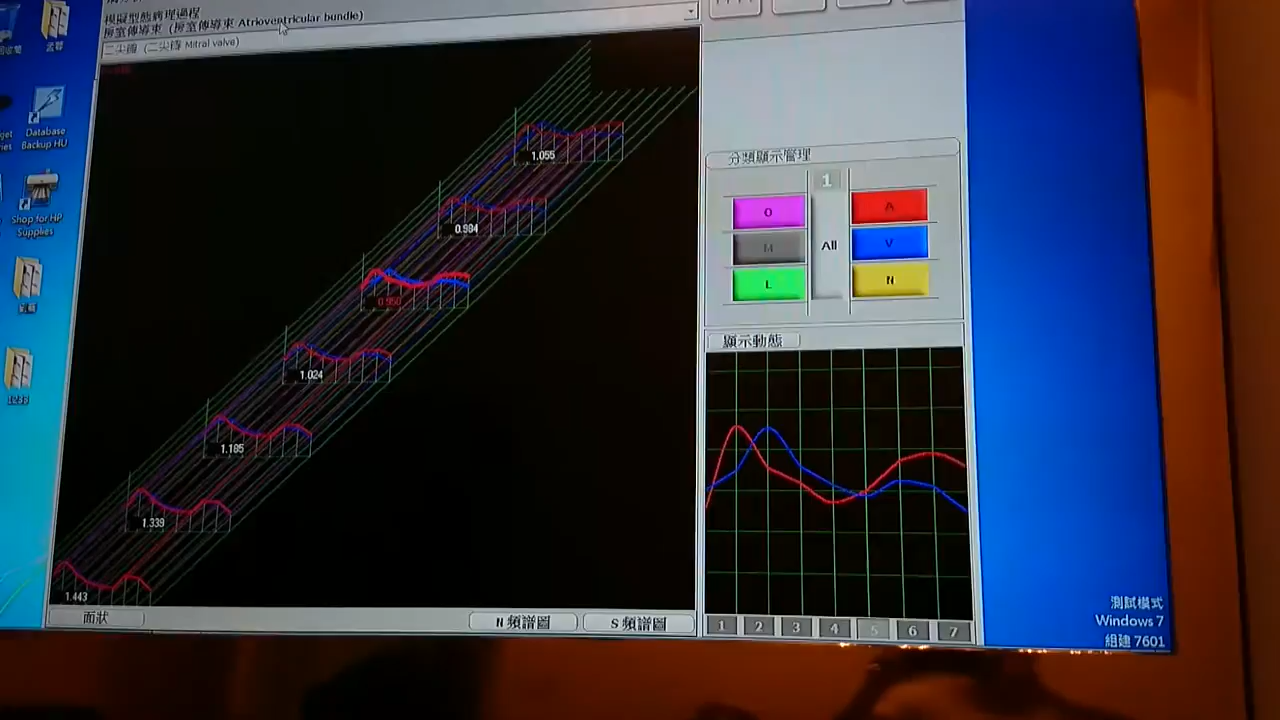 模擬型態病理過程
房室傳導束 (房室傳導束 Atrioventricular bundle)
二尖瓣 (二尖瓣 Mitral valve)
Database
Backup HU
Shop for HP
Supplies
1233
1.055
0.984
0.950
1.024
1.185
1.339
1.443
面狀
N 頻譜圖
S 頻譜圖
分類顯示管理
1
O
A
M
All
V
L
N
顯示動態
1 2 3 4 5 6 7
測試模式
Windows 7
組建 7601